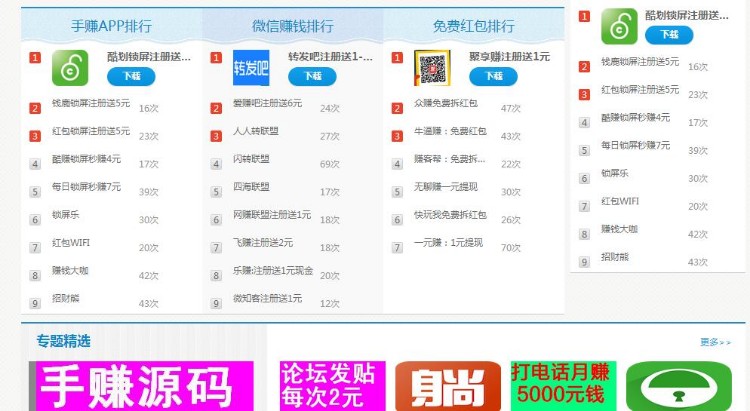 手赚APP排行
1
酷划锁屏注册送5...
下载
2 钱鹿锁屏注册送5元 16次
3 红包锁屏注册送5元 23次
4 酷赚锁屏秒赚4元 17次
5 每日锁屏秒赚7元 39次
6 锁屏乐 30次
7 红包WIFI 20次
8 赚钱大咖 42次
9 招财熊 43次
微信赚钱排行
1
转发吧
转发吧注册送1-...
下载
2 爱赚吧注册送6元 24次
3 人人转联盟 27次
4 闪转联盟 69次
5 四海联盟 17次
6 网赚联盟注册送1元 18次
7 飞赚注册送2元 18次
8 乐赚:注册送1元现金 20次
9 微知客注册送1元 12次
免费红包排行
1
聚享赚注册送1元
下载
2 众赚免费拆红包 47次
3 牛逼赚：免费红包 43次
4 赚客帮：免费拆... 22次
5 无聊赚一元提现 30次
6 快玩我免费拆红包 26次
7 一元赚：1元提现 70次
1
酷划锁屏注册送5...
下载
2 钱鹿锁屏注册送5元 16次
3 红包锁屏注册送5元 23次
4 酷赚锁屏秒赚4元 17次
5 每日锁屏秒赚7元 39次
6 锁屏乐 30次
7 红包WIFI 20次
8 赚钱大咖 42次
9 招财熊 43次
专题精选
更多>>
手赚源码
论坛发贴
每次2元
躺
打电话月赚
5000元钱